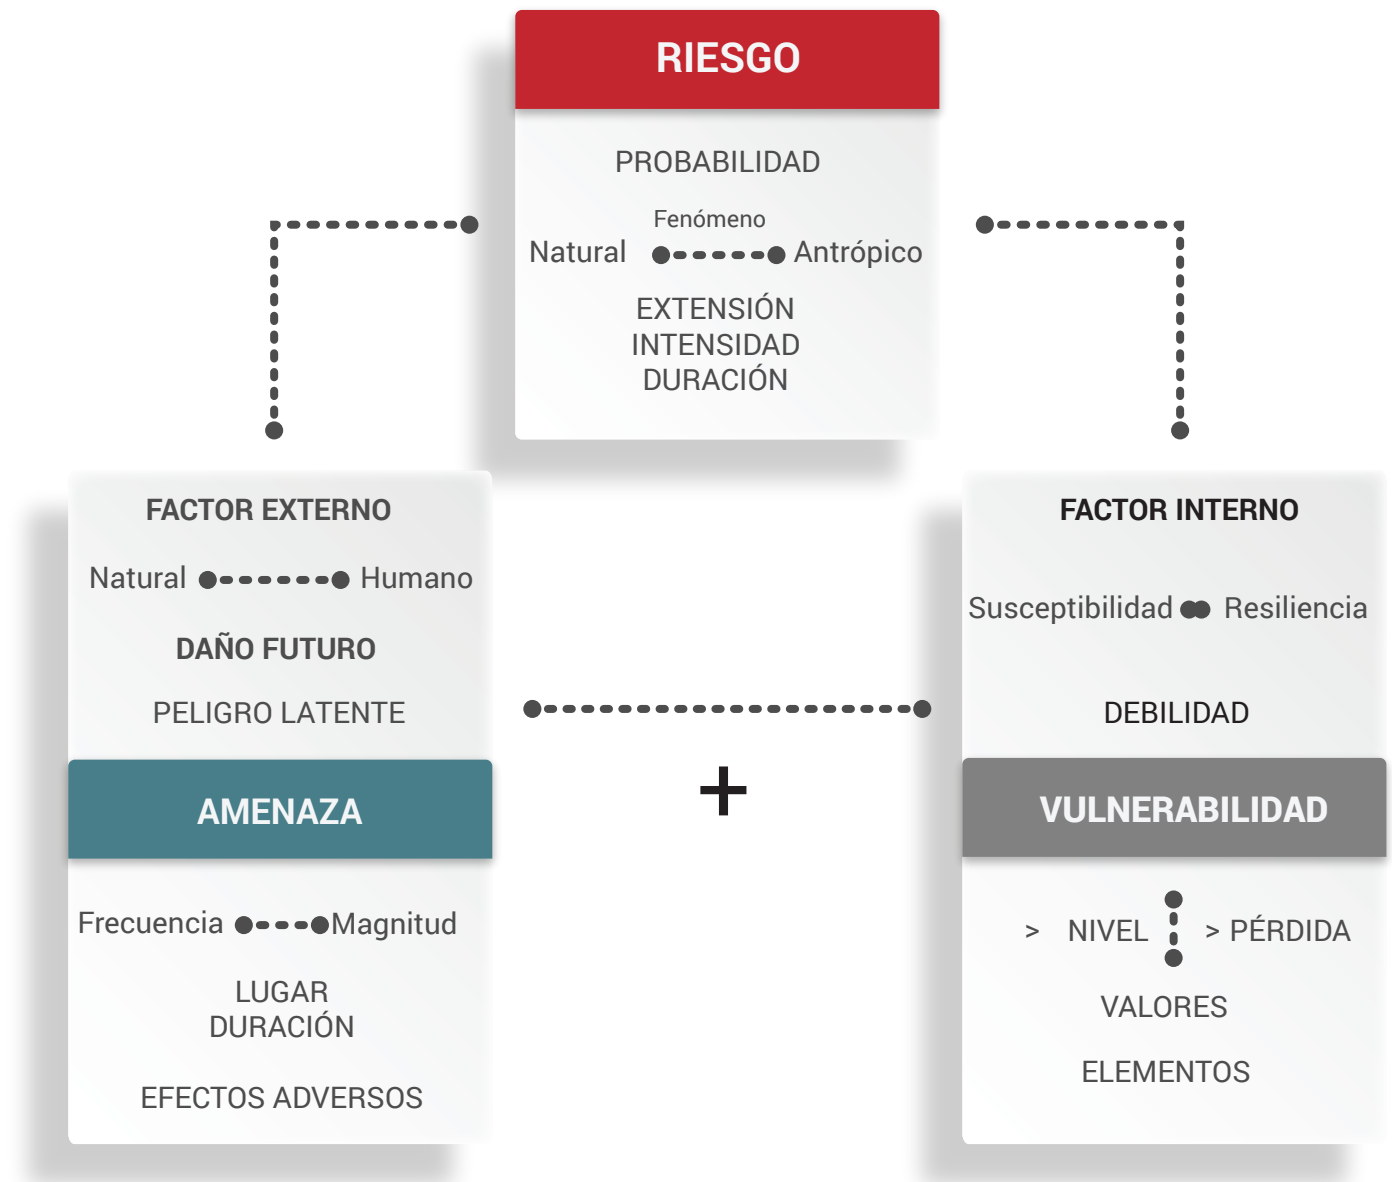 RIESGO
PROBABILIDAD
Fenómeno
Natural Antrópico
EXTENSIÓN
INTENSIDAD
DURACIÓN
FACTOR EXTERNO
Natural Humano
DAÑO FUTURO
PELIGRO LATENTE
AMENAZA
Frecuencia Magnitud
LUGAR
DURACIÓN
EFECTOS ADVERSOS
+
FACTOR INTERNO
Susceptibilidad Resiliencia
DEBILIDAD
VULNERABILIDAD
> NIVEL > PÉRDIDA
VALORES
ELEMENTOS